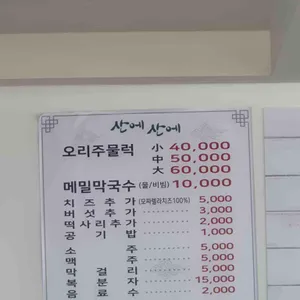 산에 산에
오리주물럭 小 40,000
中 50,000
大 60,000
메밀막국수(물/비빔) 10,000
치즈추가(모짜렐라치즈100%) 5,000
버섯추가 3,000
떡사리추가 2,000
공기밥 1,000
소주 5,000
맥주 5,000
막걸리 5,000
복분자 15,000
음료수 2,000